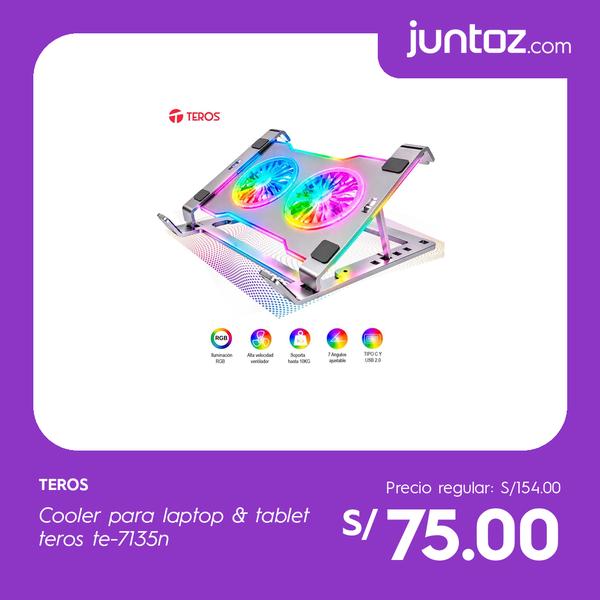 juntoz.com
TEROS
RGB
Iluminación
RGB
Alta velocidad
ventilador
Soporta
hasta 10KG
7 Angulos
ajustable
TIPO C Y
USB 2.0
TEROS
Cooler para laptop & tablet
teros te-7135n
Precio regular: S/154.00
S/75.00